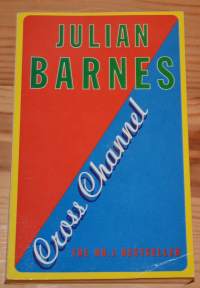 JULIAN
BARNES
Cross Channel
THE NO.1 BESTSELLER